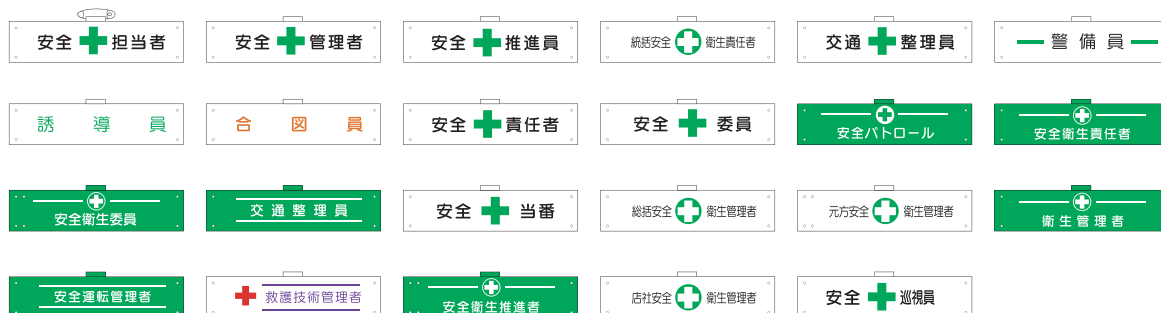 安全 担当者
安全 管理者
安全 推進員
統括安全 衛生責任者
交通 整理員
警備員
誘導員
合図員
安全 責任者
安全 委員
安全パトロール
安全衛生責任者
安全衛生委員
交通整理員
安全 当番
総括安全 衛生管理者
元方安全 衛生管理者
衛生管理者
安全運転管理者
救護技術管理者
安全衛生推進者
店社安全 衛生管理者
安全 巡視員